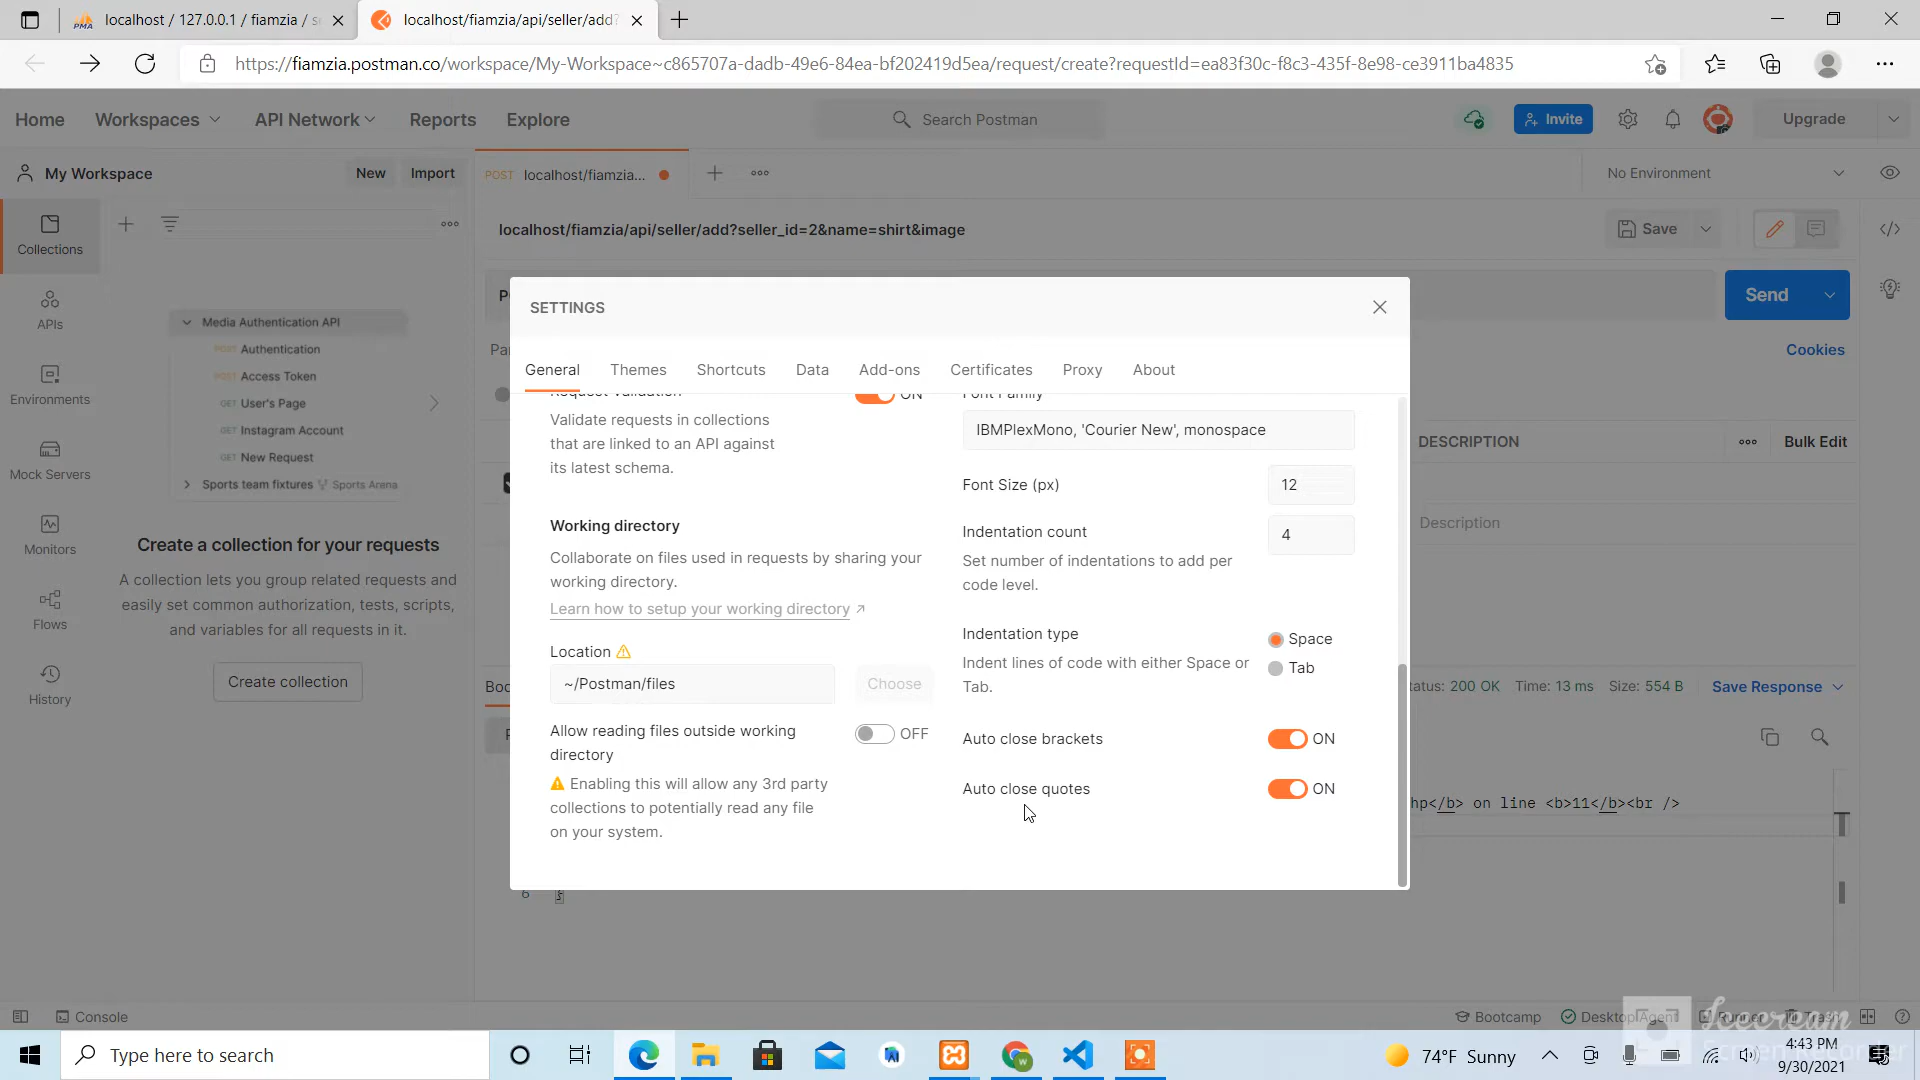 localhost / 127.0.0.1 / fiamzia / s
localhost/fiamzia/api/seller/add?
https://fiamzia.postman.co/workspace/My-Workspace~c865707a-dadb-49e6-84ea-bf202419d5ea/request/create?requestId=ea83f30c-f8c3-435f-8e98-ce3911ba4835
Home Workspaces API Network Reports Explore Search Postman Invite Upgrade
My Workspace New Import POST localhost/fiamzia... No Environment
localhost/fiamzia/api/seller/add?seller_id=2&name=shirt&image Save
Collections
Send
SETTINGS
APIs
Media Authentication API
POST Authentication
POST Access Token
GET User's Page
GET Instagram Account
GET New Request
Sports team fixtures Sports Arena
Cookies
General Themes Shortcuts Data Add-ons Certificates Proxy About
Environments
ON
Font Family
Validate requests in collections
that are linked to an API against
its latest schema.
IBMPlexMono, 'Courier New', monospace
DESCRIPTION Bulk Edit
Mock Servers
Font Size (px) 12
Description
Working directory
Collaborate on files used in requests by sharing your
working directory.
Learn how to setup your working directory
Indentation count 4
Set number of indentations to add per
code level.
Monitors
Create a collection for your requests
A collection lets you group related requests and
easily set common authorization, tests, scripts,
and variables for all requests in it.
Create collection
Flows
History
Location
~/Postman/files Choose
Indentation type Space
Indent lines of code with either Space or
Tab.
Tab
200 OK Time: 13 ms Size: 554 B Save Response
Allow reading files outside working
directory
OFF
Auto close brackets ON
Enabling this will allow any 3rd party
collections to potentially read any file
on your system.
Auto close quotes ON
hp</b> on line <b>11</b><br />
6 }
Console Bootcamp
Type here to search
74°F Sunny
4:43 PM
9/30/2021
Icecream
Screen Recorder